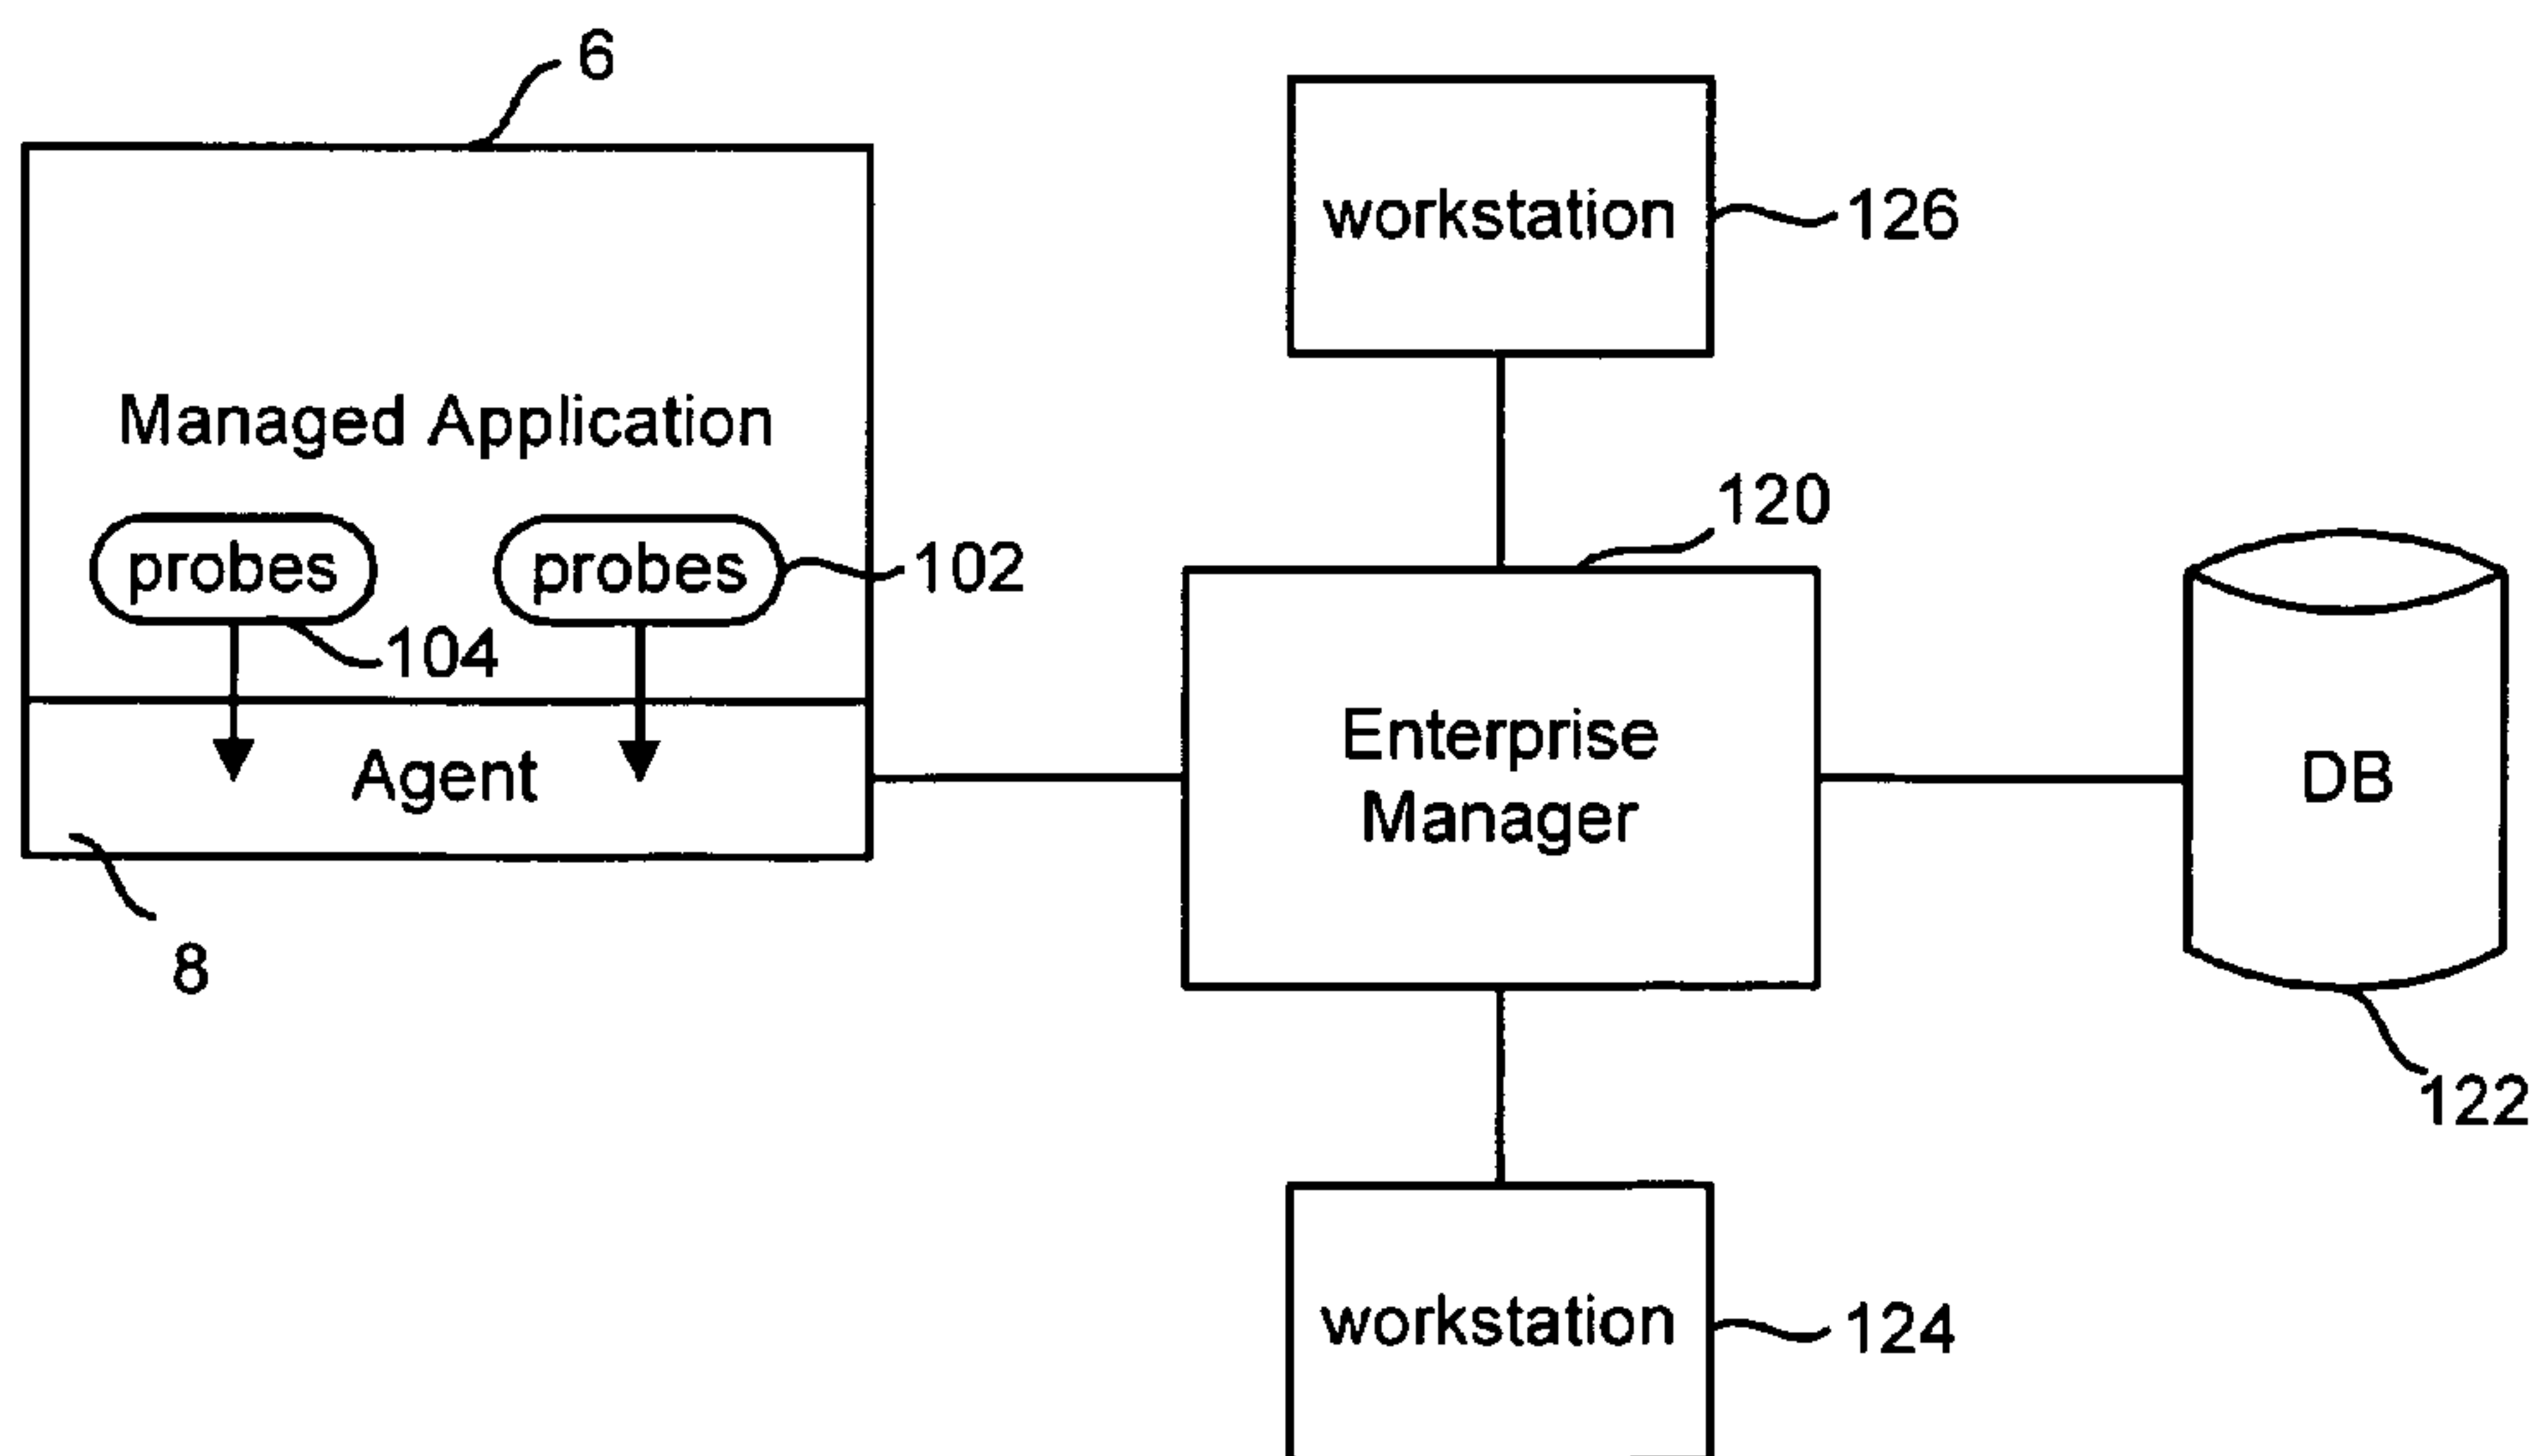 6
workstation
126
Managed Application
120
probes
probes
102
104
Enterprise
Manager
Agent
DB
8
122
workstation
124